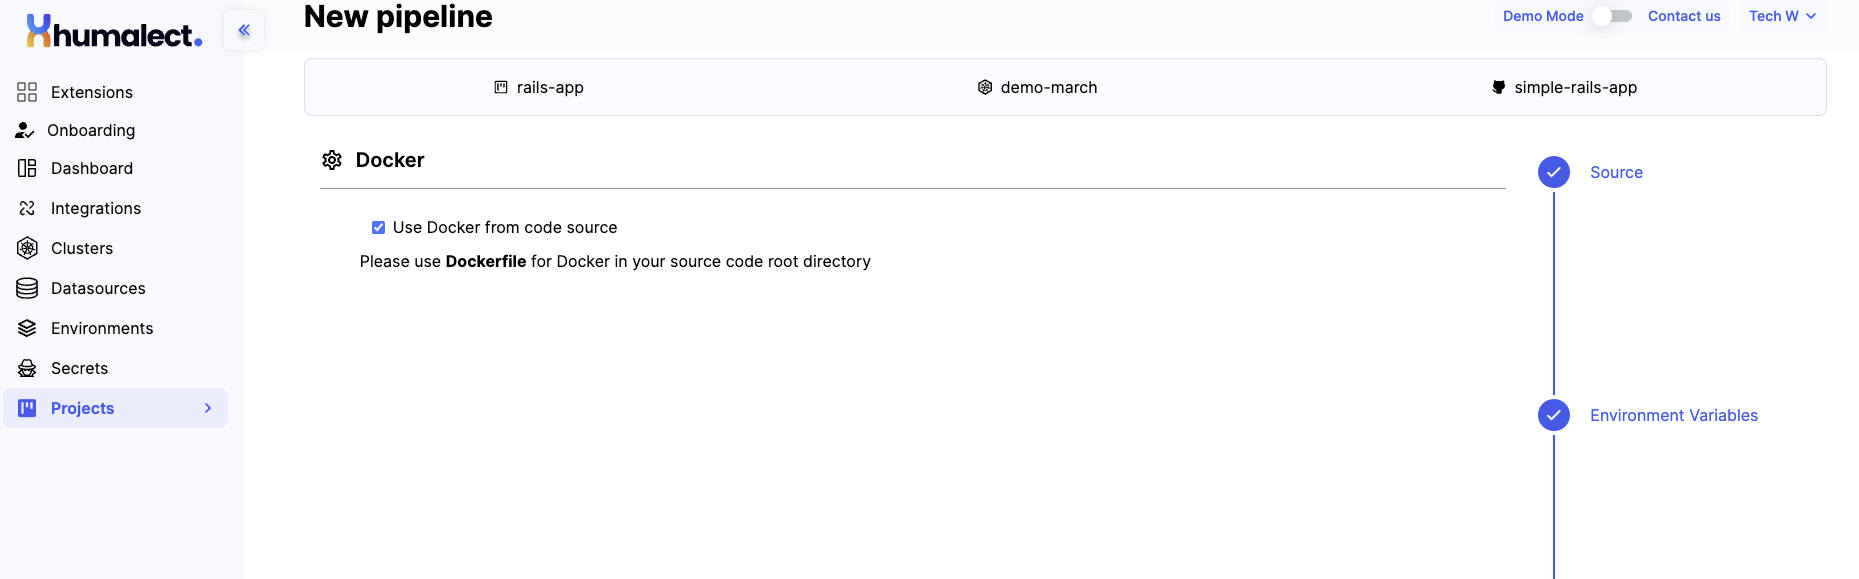 humalect.
New pipeline
Demo Mode
Contact us
Tech W
Extensions
Onboarding
Dashboard
Integrations
Clusters
Datasources
Environments
Secrets
Projects
rails-app
demo-march
simple-rails-app
Docker
Use Docker from code source
Please use Dockerfile for Docker in your source code root directory
Source
Environment Variables